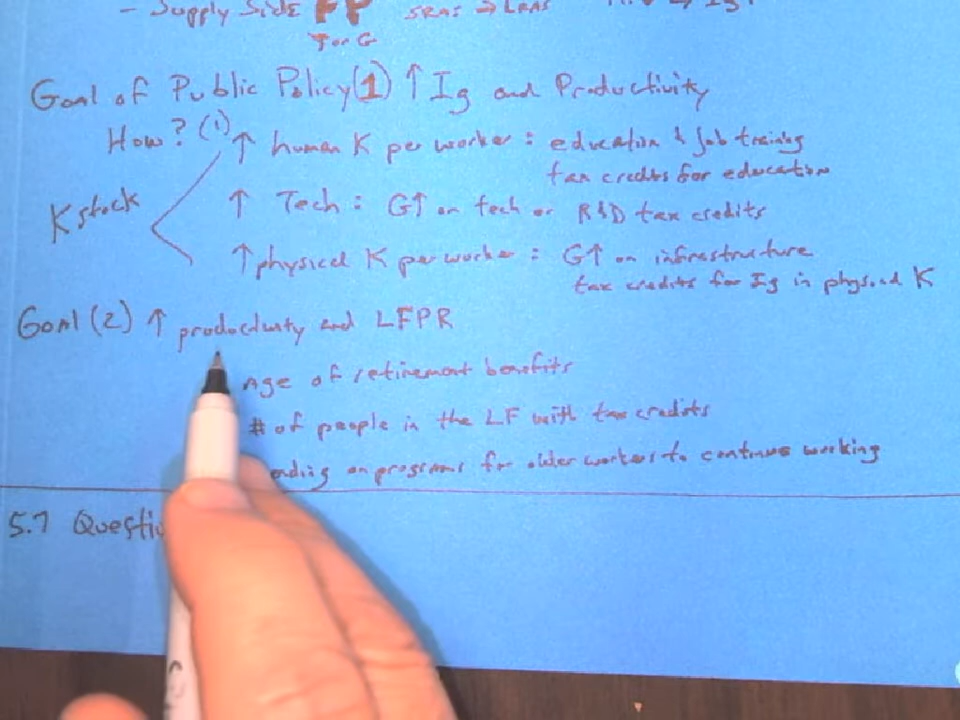 - Supply Side FP SRAS → LRAS
T or G
Goal of Public Policy (1) ↑ Ig and Productivity
How? (1) ↑ human K per worker : education & job training
tax credits for education
K stock
↑ Tech : G↑ on tech or R&D tax credits
↑ physical K per worker : G↑ on infrastructure
tax credits for Ig in physical K
Goal (2) ↑ productivity and LFPR
Age of retirement benefits
# of people in the LF with tax credits
on programs for older workers to continue working
5.7